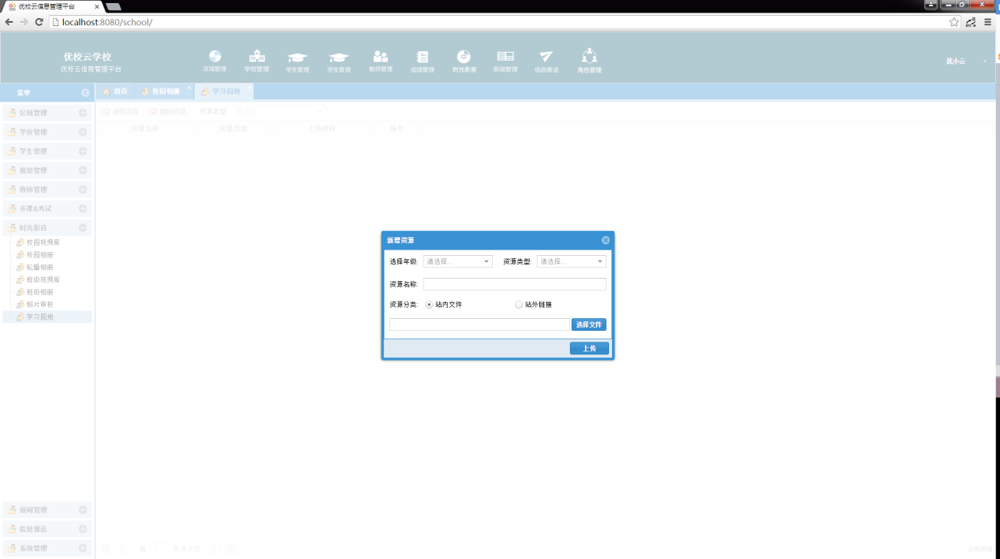 优校云信息管理平台
localhost:8080/school/
优校云学校
优校云信息管理平台
区域管理 学校管理 学生管理 学生管理 教师管理 成绩管理 时光影音 新闻管理 信息推送 角色管理
优小云
菜单
首页 校园相册 学习园地
新增资源 删除资源 资源类型
资源名称 资源类型 上传时间 操作
区域管理
学校管理
学生管理
班级管理
教师管理
开课&考试
时光影音
校园视频库
校园相册
轮播相册
班级视频库
班级相册
照片审核
学习园地
新闻管理
信息推送
系统管理
新增资源
选择年级: 请选择... 资源类型: 请选择...
资源名称:
资源分类: 站内文件 站外链接
选择文件
上传